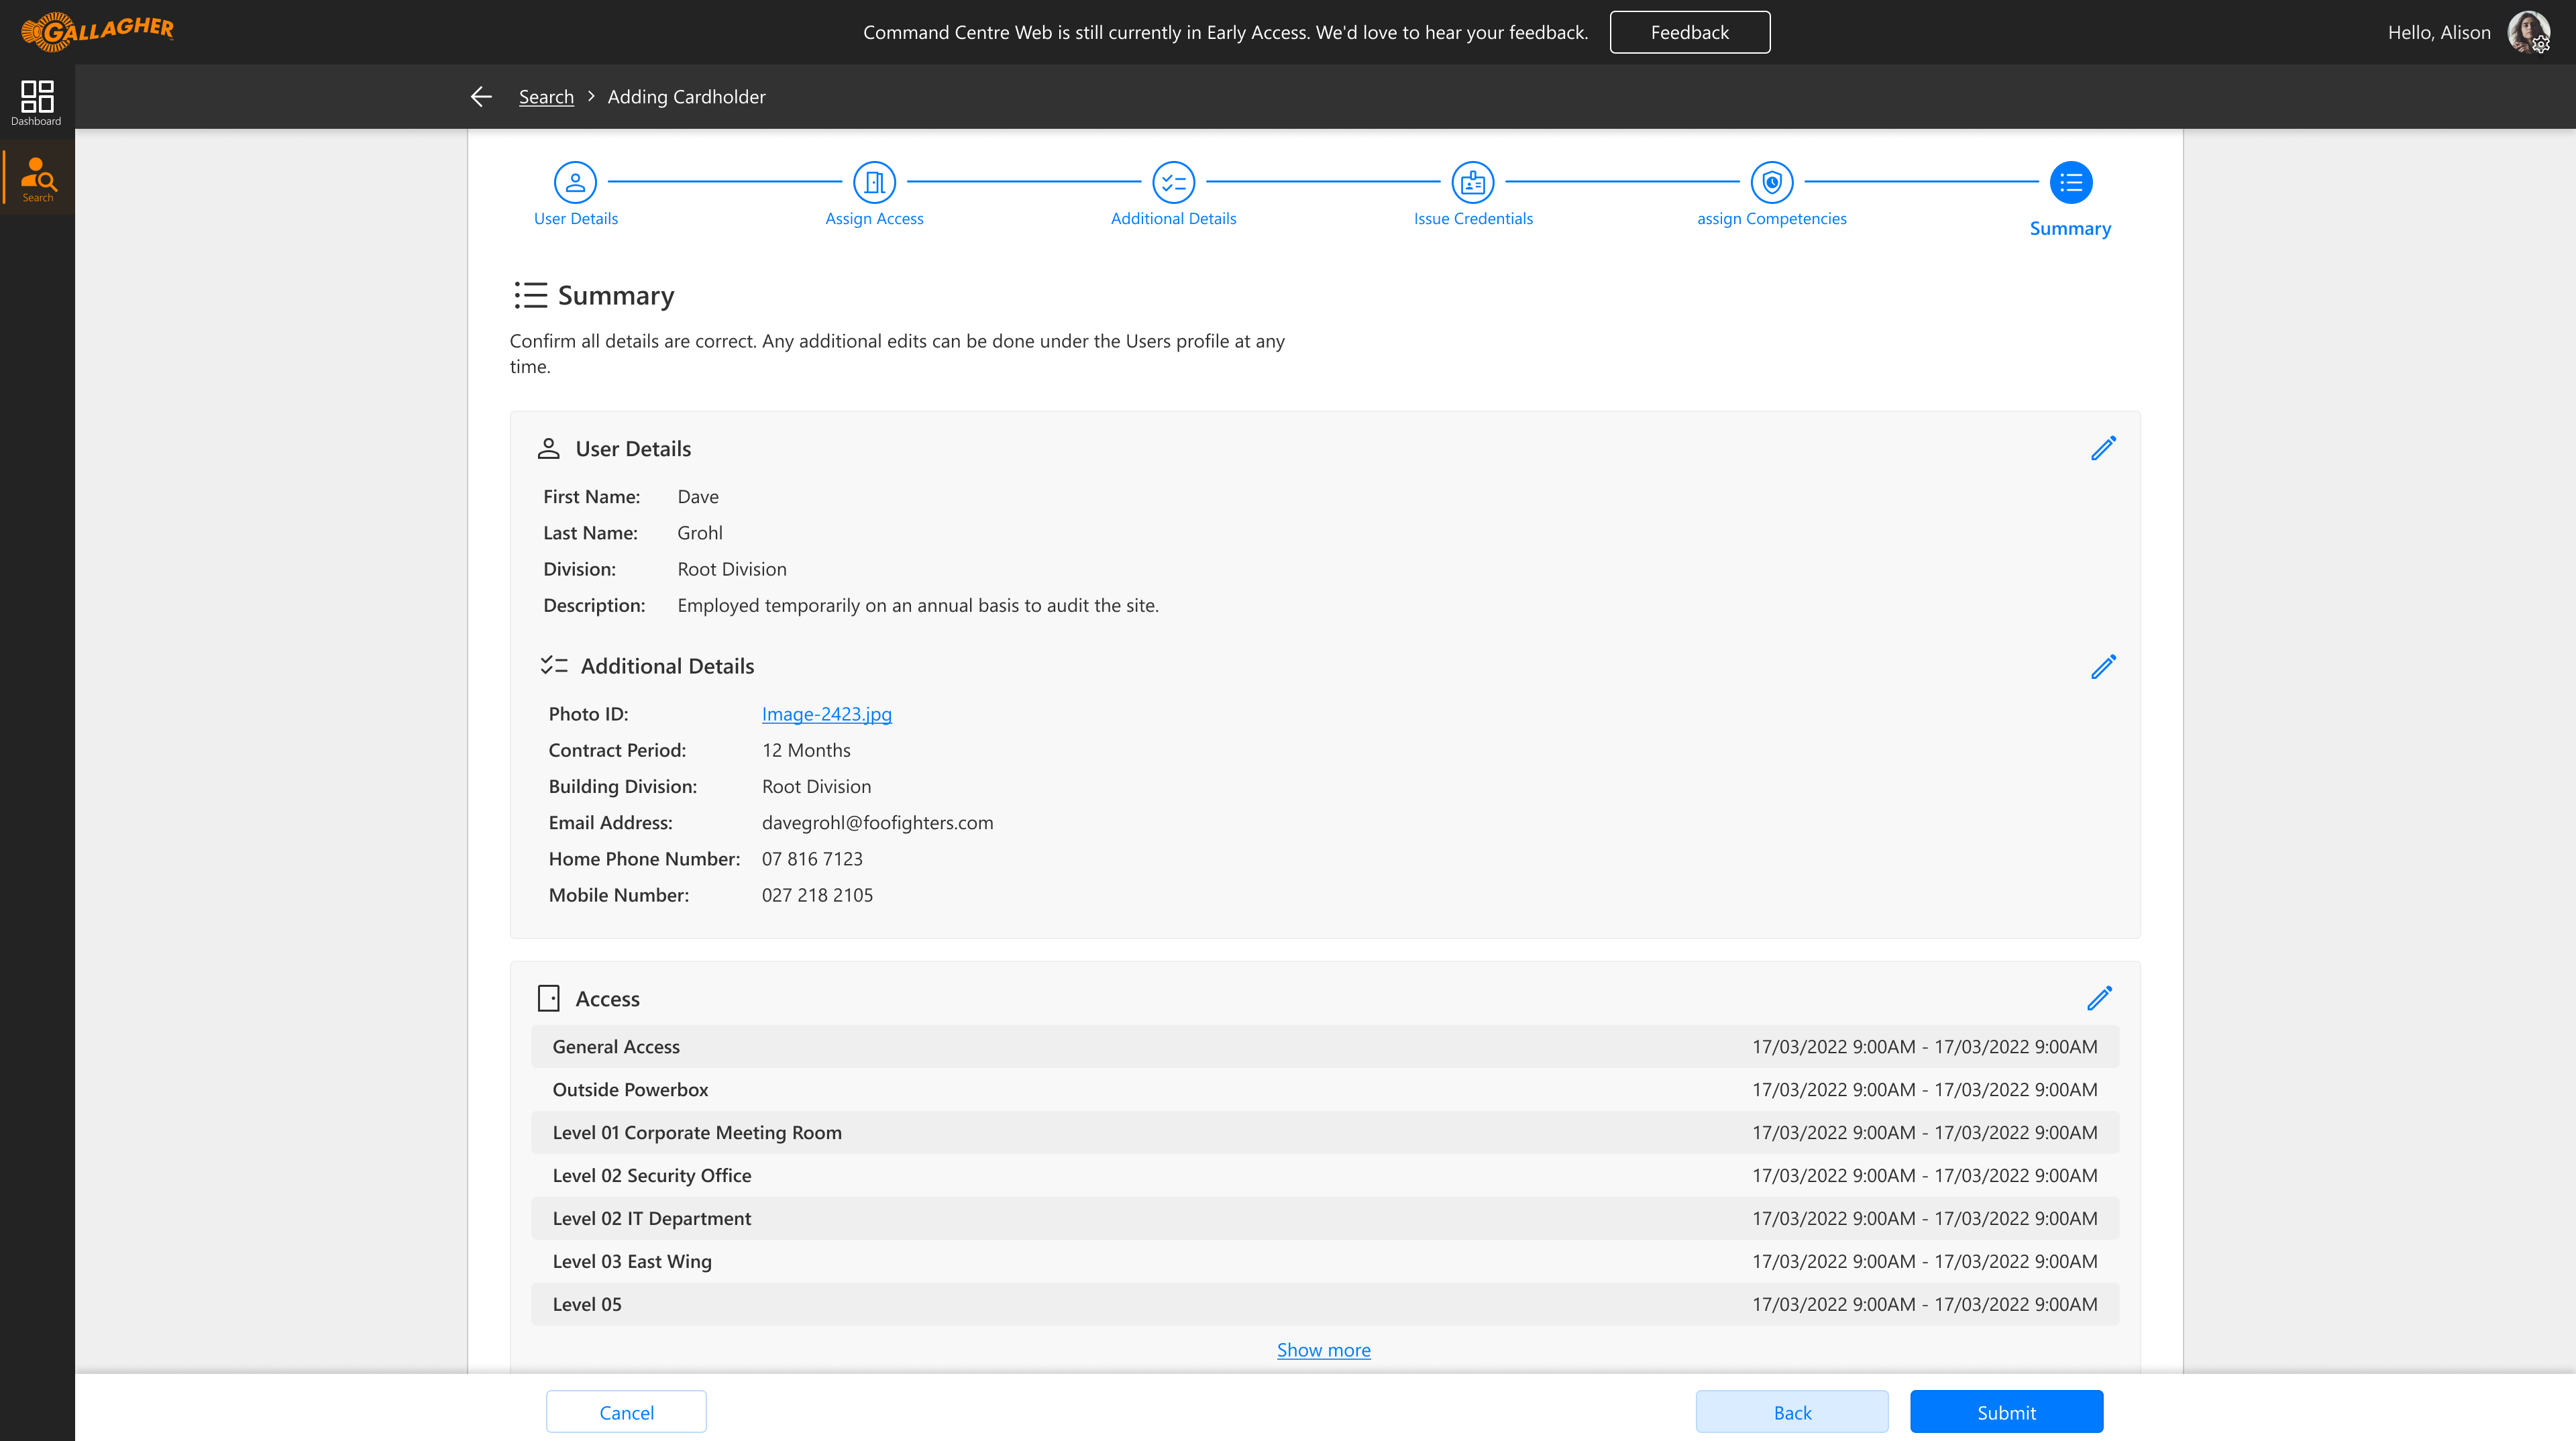 GALLAGHER
Command Centre Web is still currently in Early Access. We'd love to hear your feedback.
Feedback
Hello, Alison
Dashboard
Search
Search > Adding Cardholder
User Details
Assign Access
Additional Details
Issue Credentials
assign Competencies
Summary
Summary
Confirm all details are correct. Any additional edits can be done under the Users profile at any
time.
User Details
First Name: Dave
Last Name: Grohl
Division: Root Division
Description: Employed temporarily on an annual basis to audit the site.
Additional Details
Photo ID: Image-2423.jpg
Contract Period: 12 Months
Building Division: Root Division
Email Address: davegrohl@foofighters.com
Home Phone Number: 07 816 7123
Mobile Number: 027 218 2105
Access
General Access 17/03/2022 9:00AM - 17/03/2022 9:00AM
Outside Powerbox 17/03/2022 9:00AM - 17/03/2022 9:00AM
Level 01 Corporate Meeting Room 17/03/2022 9:00AM - 17/03/2022 9:00AM
Level 02 Security Office 17/03/2022 9:00AM - 17/03/2022 9:00AM
Level 02 IT Department 17/03/2022 9:00AM - 17/03/2022 9:00AM
Level 03 East Wing 17/03/2022 9:00AM - 17/03/2022 9:00AM
Level 05 17/03/2022 9:00AM - 17/03/2022 9:00AM
Show more
Cancel
Back
Submit